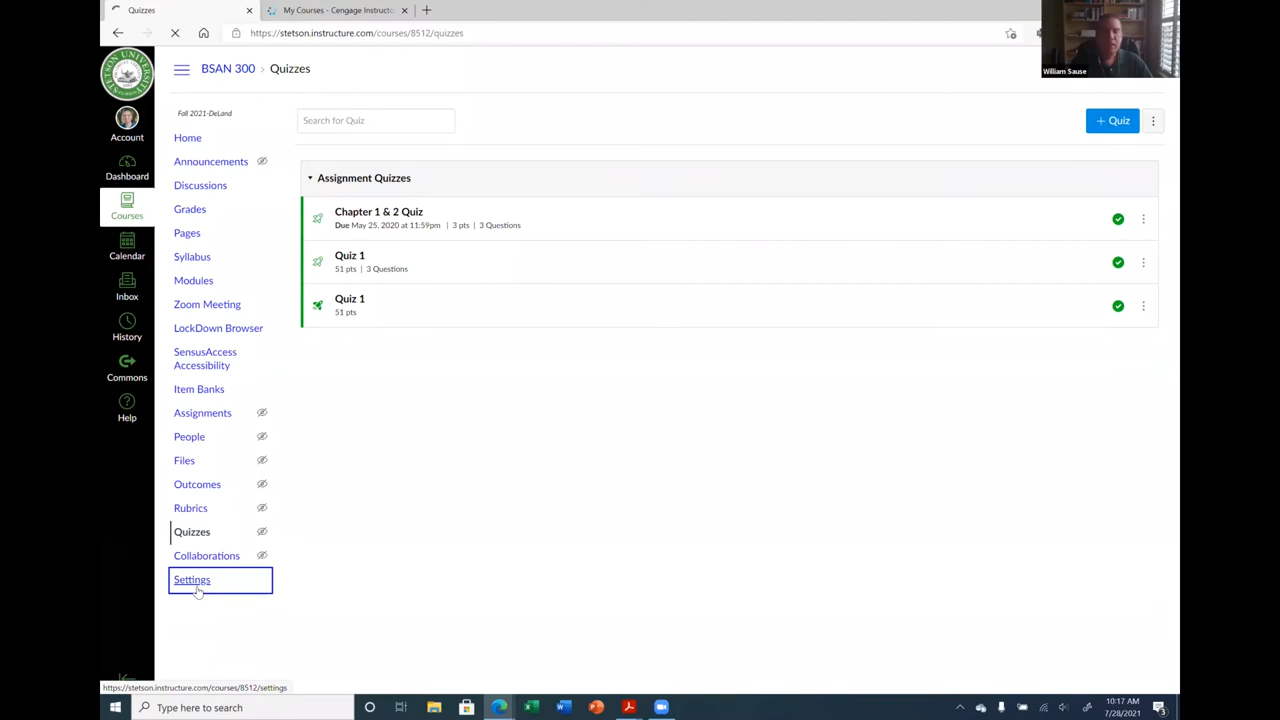 Quizzes
My Courses - Cengage Instruct
https://stetson.instructure.com/courses/8512/quizzes
William Sause
BSAN 300 › Quizzes
Account
Dashboard
Courses
Calendar
Inbox
History
Commons
Help
Fall 2021-DeLand
Home
Announcements
Discussions
Grades
Pages
Syllabus
Modules
Zoom Meeting
LockDown Browser
SensusAccess
Accessibility
Item Banks
Assignments
People
Files
Outcomes
Rubrics
Quizzes
Collaborations
Settings
Search for Quiz
+ Quiz
Assignment Quizzes
Chapter 1 & 2 Quiz
Due May 25, 2020 at 11:59pm | 3 pts | 3 Questions
Quiz 1
51 pts | 3 Questions
Quiz 1
51 pts
https://stetson.instructure.com/courses/8512/settings
Type here to search
10:17 AM
7/28/2021